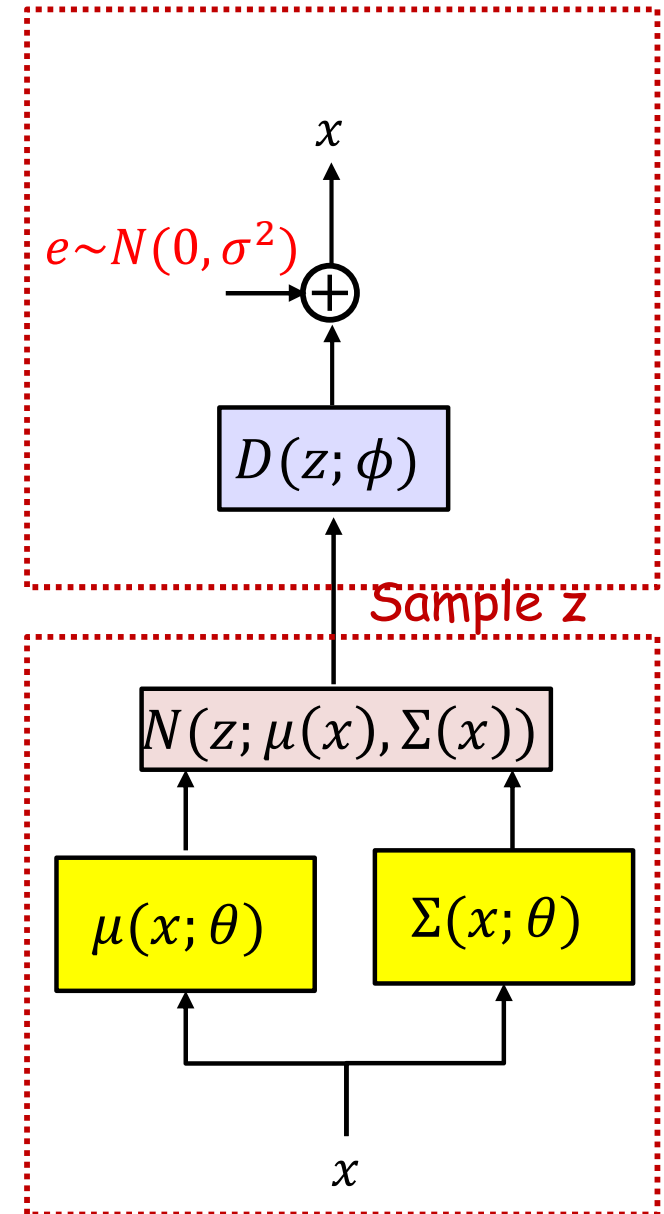 x
e~N(0, σ²)
+
D(z; ϕ)
Sample z
N(z; μ(x), Σ(x))
μ(x; θ)
Σ(x; θ)
x